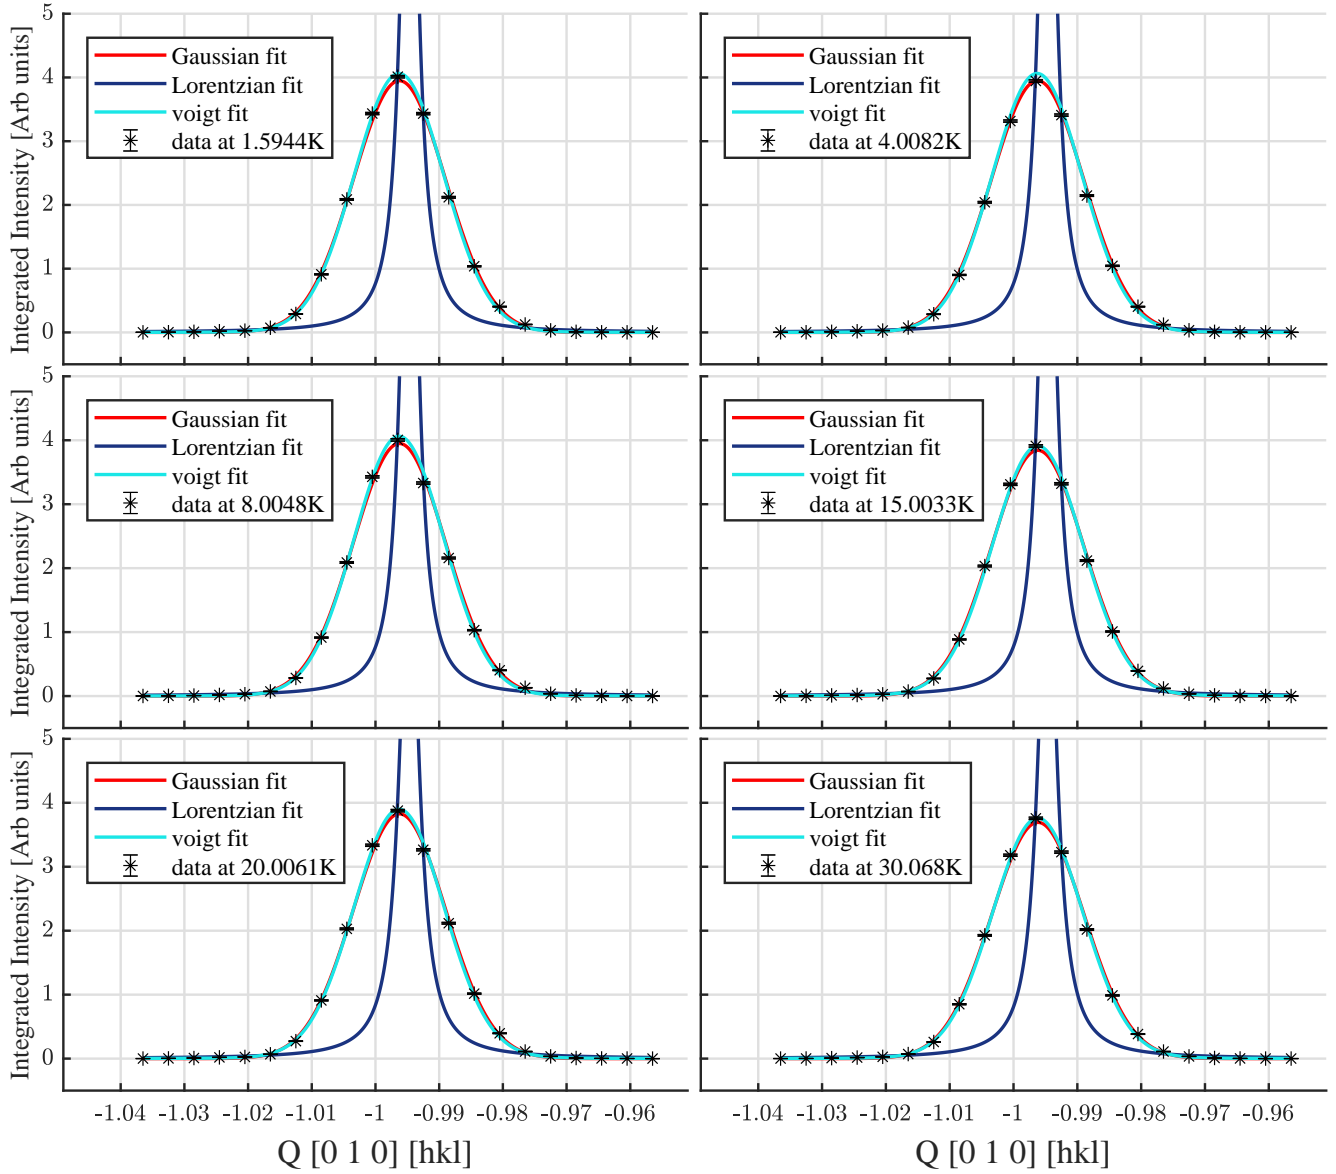 Integrated Intensity [Arb units]
5
4
3
2
1
0
Gaussian fit
Lorentzian fit
voigt fit
data at 1.5944K
Gaussian fit
Lorentzian fit
voigt fit
data at 4.0082K
Integrated Intensity [Arb units]
5
4
3
2
1
0
Gaussian fit
Lorentzian fit
voigt fit
data at 8.0048K
Gaussian fit
Lorentzian fit
voigt fit
data at 15.0033K
Integrated Intensity [Arb units]
5
4
3
2
1
0
Gaussian fit
Lorentzian fit
voigt fit
data at 20.0061K
Gaussian fit
Lorentzian fit
voigt fit
data at 30.068K
-1.04 -1.03 -1.02 -1.01 -1 -0.99 -0.98 -0.97 -0.96
Q [0 1 0] [hkl]
-1.04 -1.03 -1.02 -1.01 -1 -0.99 -0.98 -0.97 -0.96
Q [0 1 0] [hkl]